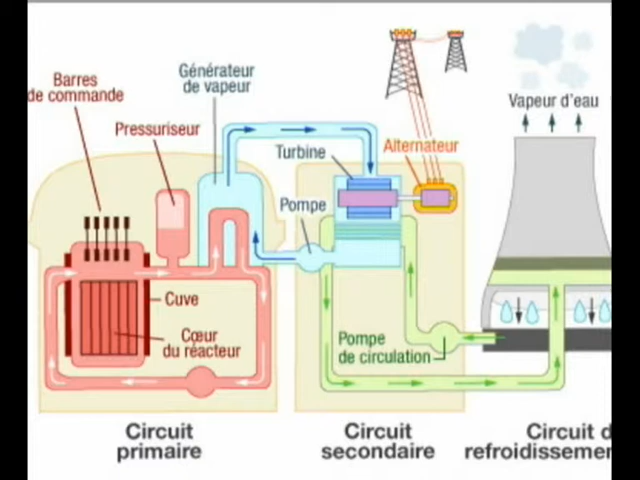 Barres
de commande
Pressuriseur
Générateur
de vapeur
Turbine
Pompe
Alternateur
Vapeur d'eau
Cuve
Cœur
du réacteur
Pompe
de circulation
Circuit
primaire
Circuit
secondaire
Circuit d
refroidissemen